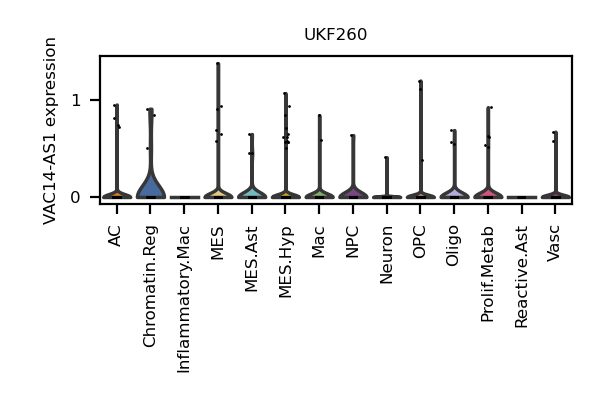 UKF260
VAC14-AS1 expression
1
0
AC
Chromatin.Reg
Inflammatory.Mac
MES
MES.Ast
MES.Hyp
Mac
NPC
Neuron
OPC
Oligo
Prolif.Metab
Reactive.Ast
Vasc